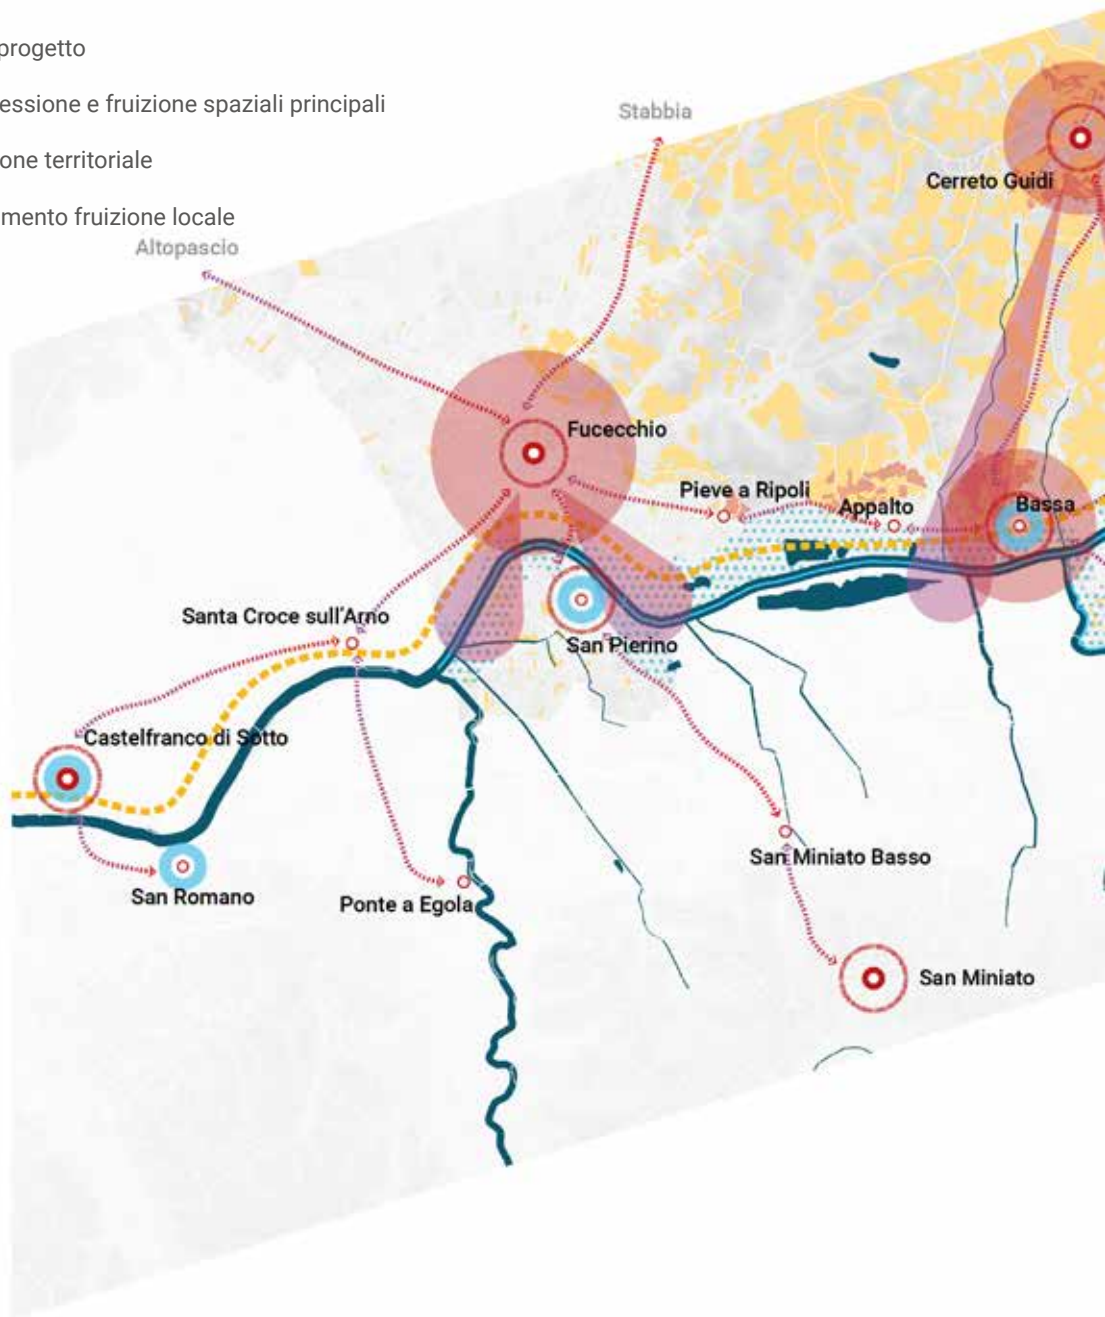 progetto
essione e fruizione spaziali principali
one territoriale
mento fruizione locale
Stabbia
Cerreto Guidi
Altopascio
Fucecchio
Pieve a Ripoli
Appalto
Bassa
Santa Croce sull'Arno
San Pierino
Castelfranco di Sotto
San Miniato Basso
San Romano
Ponte a Egola
San Miniato